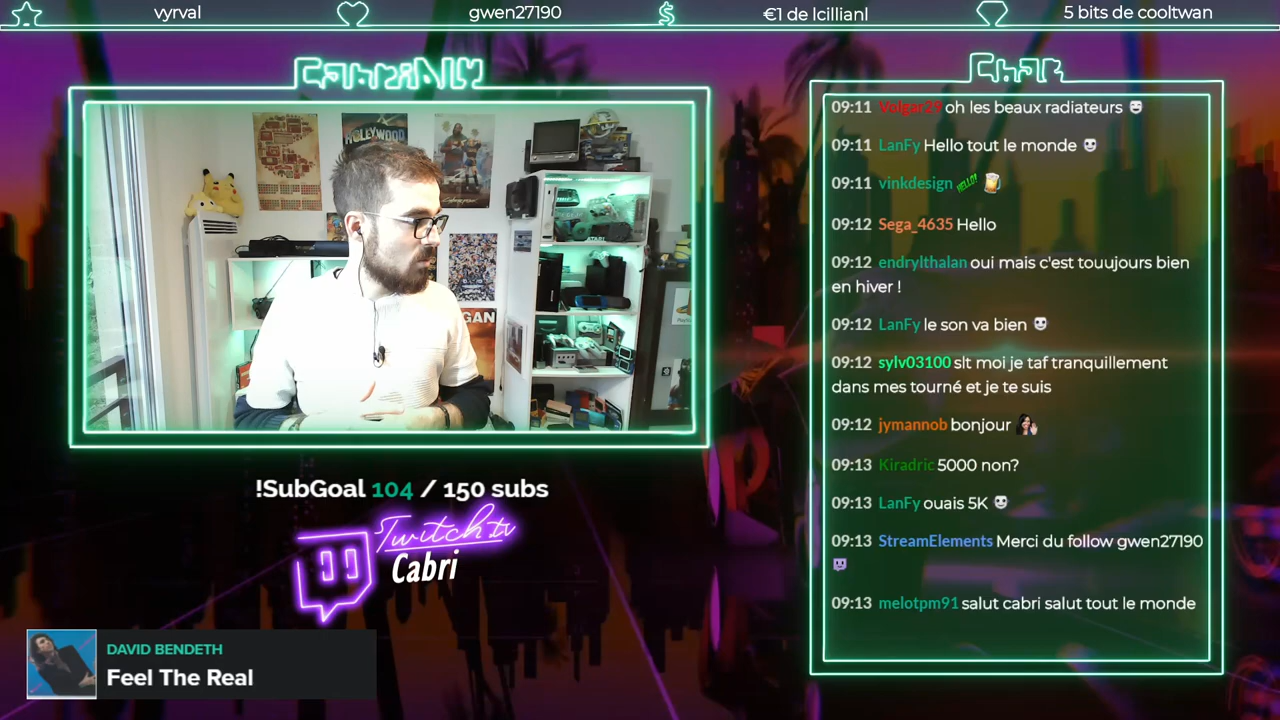 vyrval
gwen27190
€1 de lcillianl
5 bits de cooltwan
Chat
HOLLYWOOD
GAN
09:11 Volgar29 oh les beaux radiateurs
09:11 LanFy Hello tout le monde
09:11 vinkdesign HELLO!
09:12 Sega_4635 Hello
09:12 endrylthalan oui mais c'est touujours bien
en hiver !
09:12 LanFy le son va bien
09:12 sylv03100 slt moi je taf tranquillement
dans mes tourné et je te suis
09:12 jymannob bonjour
09:13 Kiradric 5000 non?
09:13 LanFy ouais 5K
09:13 StreamElements Merci du follow gwen27190
09:13 melotpm91 salut cabri salut tout le monde
!SubGoal 104 / 150 subs
Twitch.tv
Cabri
DAVID BENDETH
Feel The Real